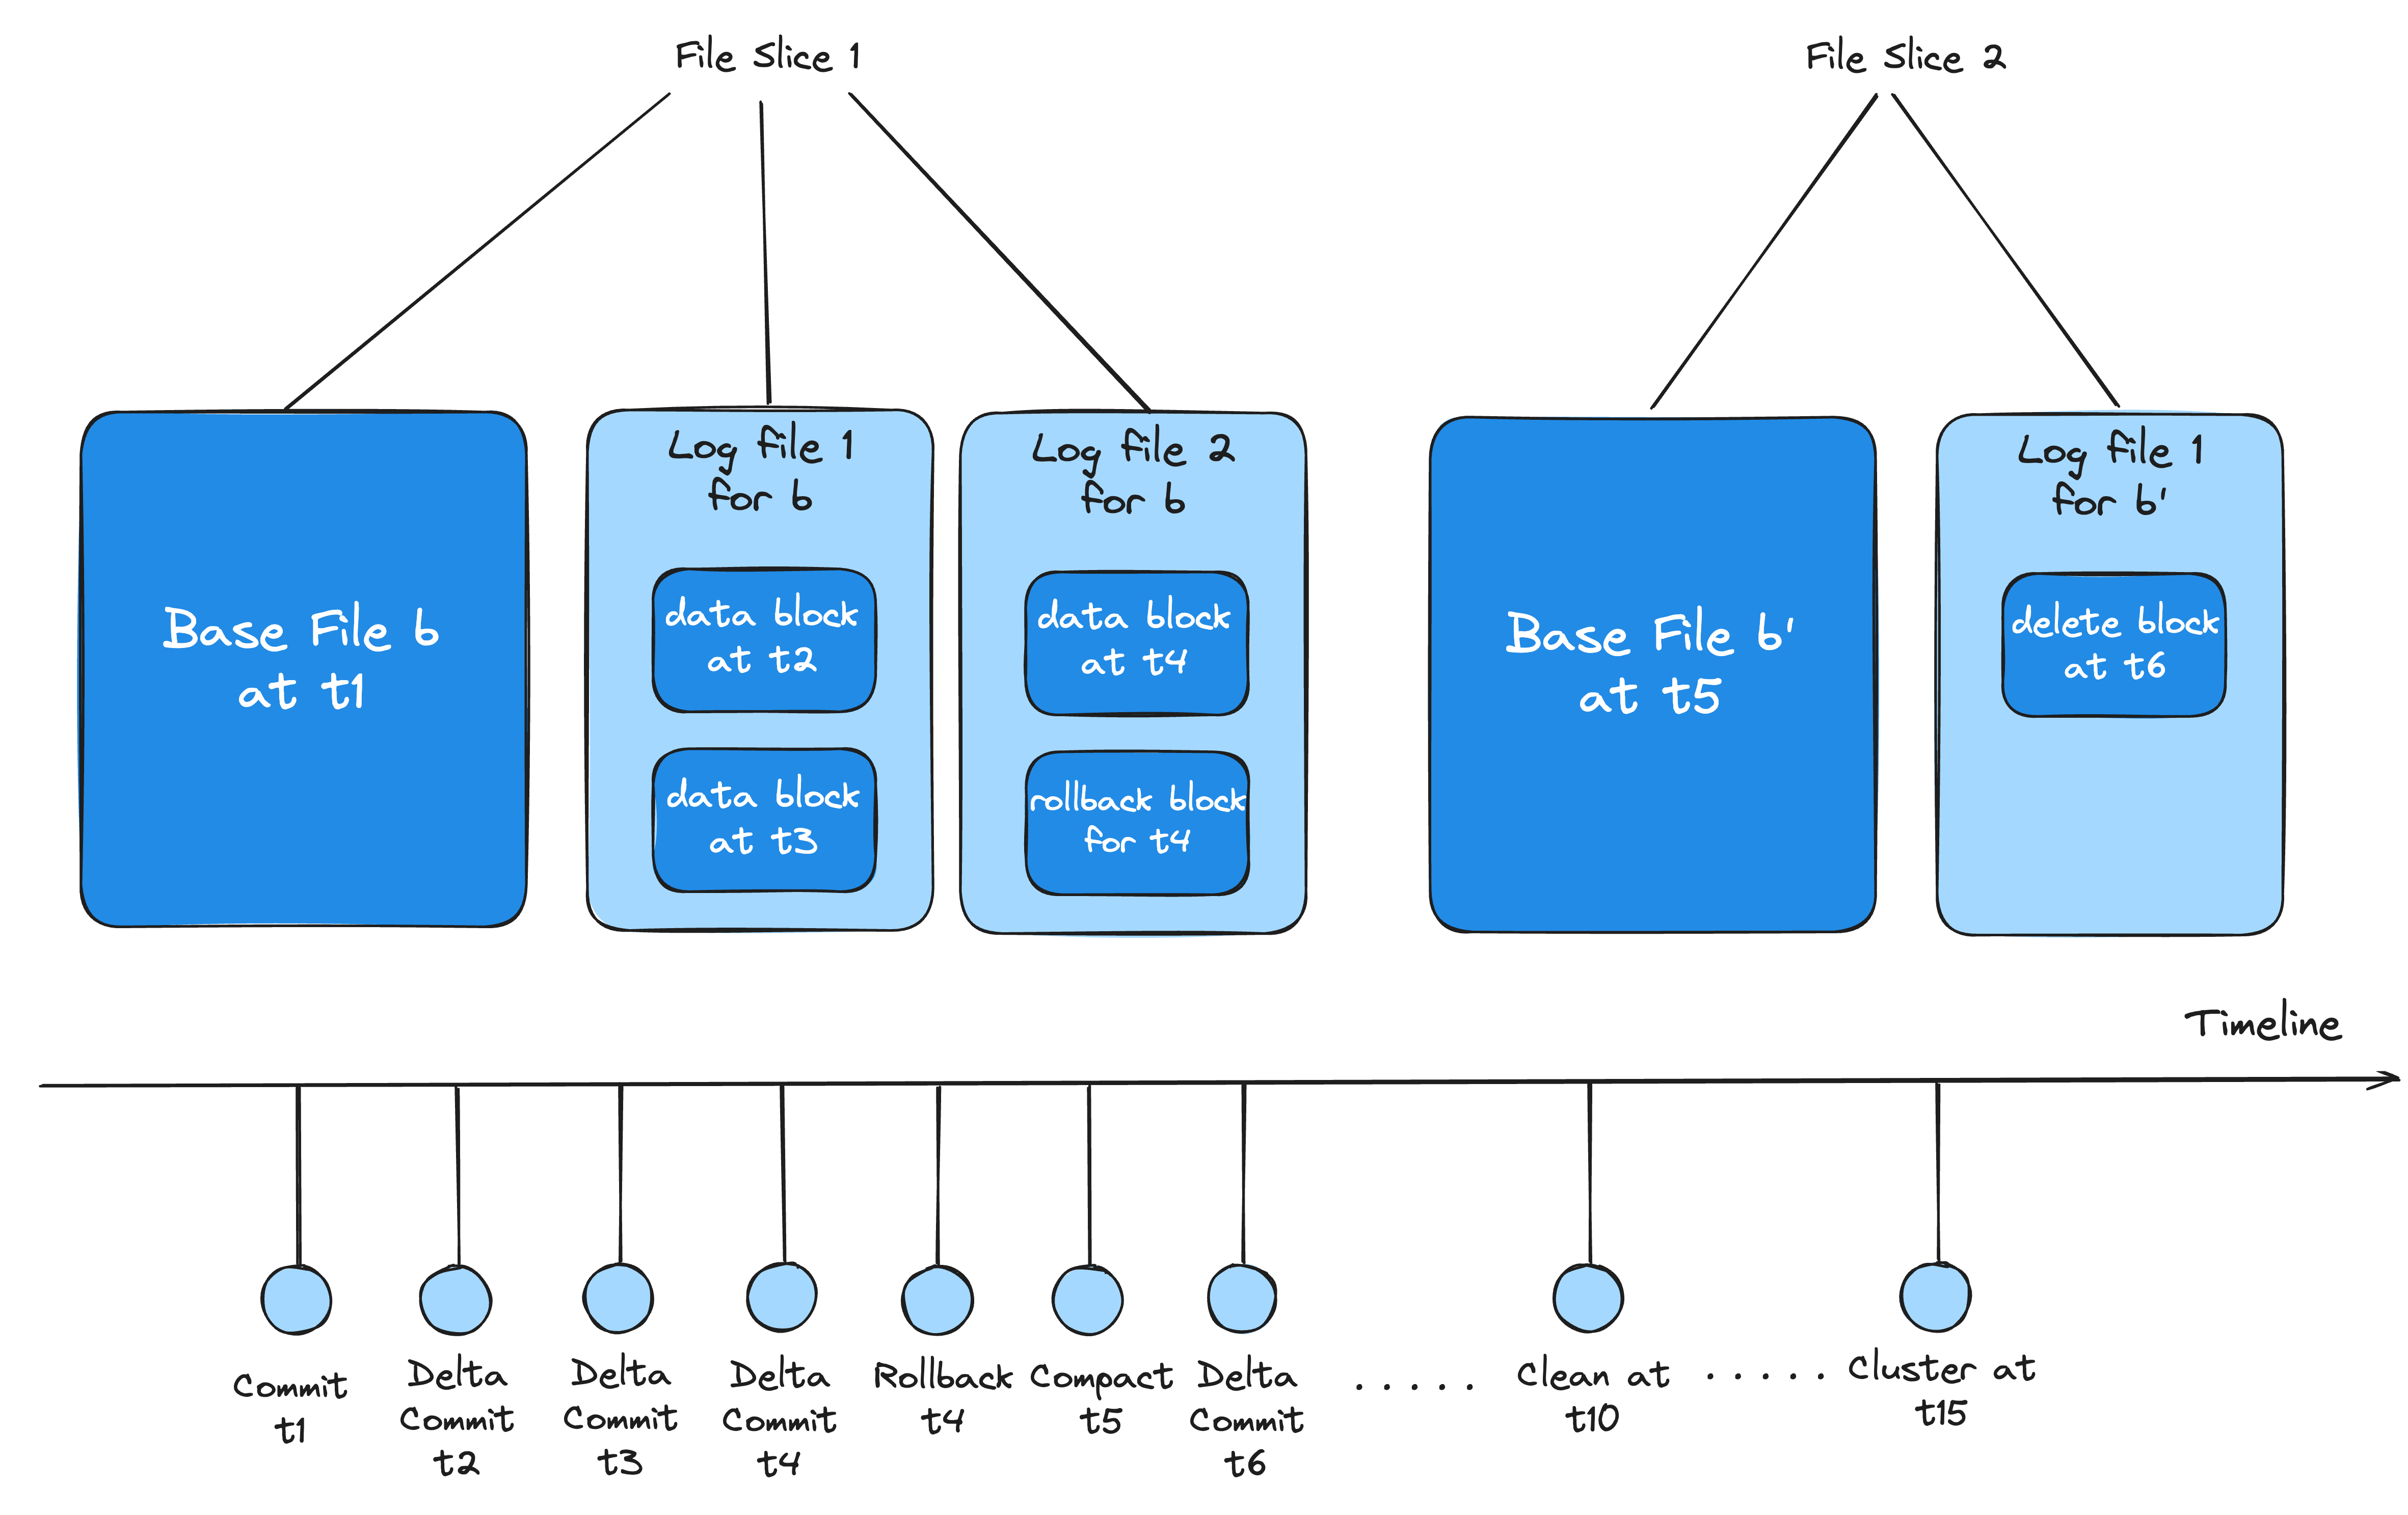 File Slice 1
File Slice 2
Base File b
at t1
Log file 1
for b
data block
at t2
data block
at t3
Log file 2
for b
data block
at t4
rollback block
for t4
Base File b'
at t5
Log file 1
for b'
delete block
at t6
Timeline
Commit
t1
Delta
Commit
t2
Delta
Commit
t3
Delta
Commit
t4
Rollback
t4
Compact
t5
Delta
Commit
t6
.....
Clean at
t10
......
Cluster at
t15